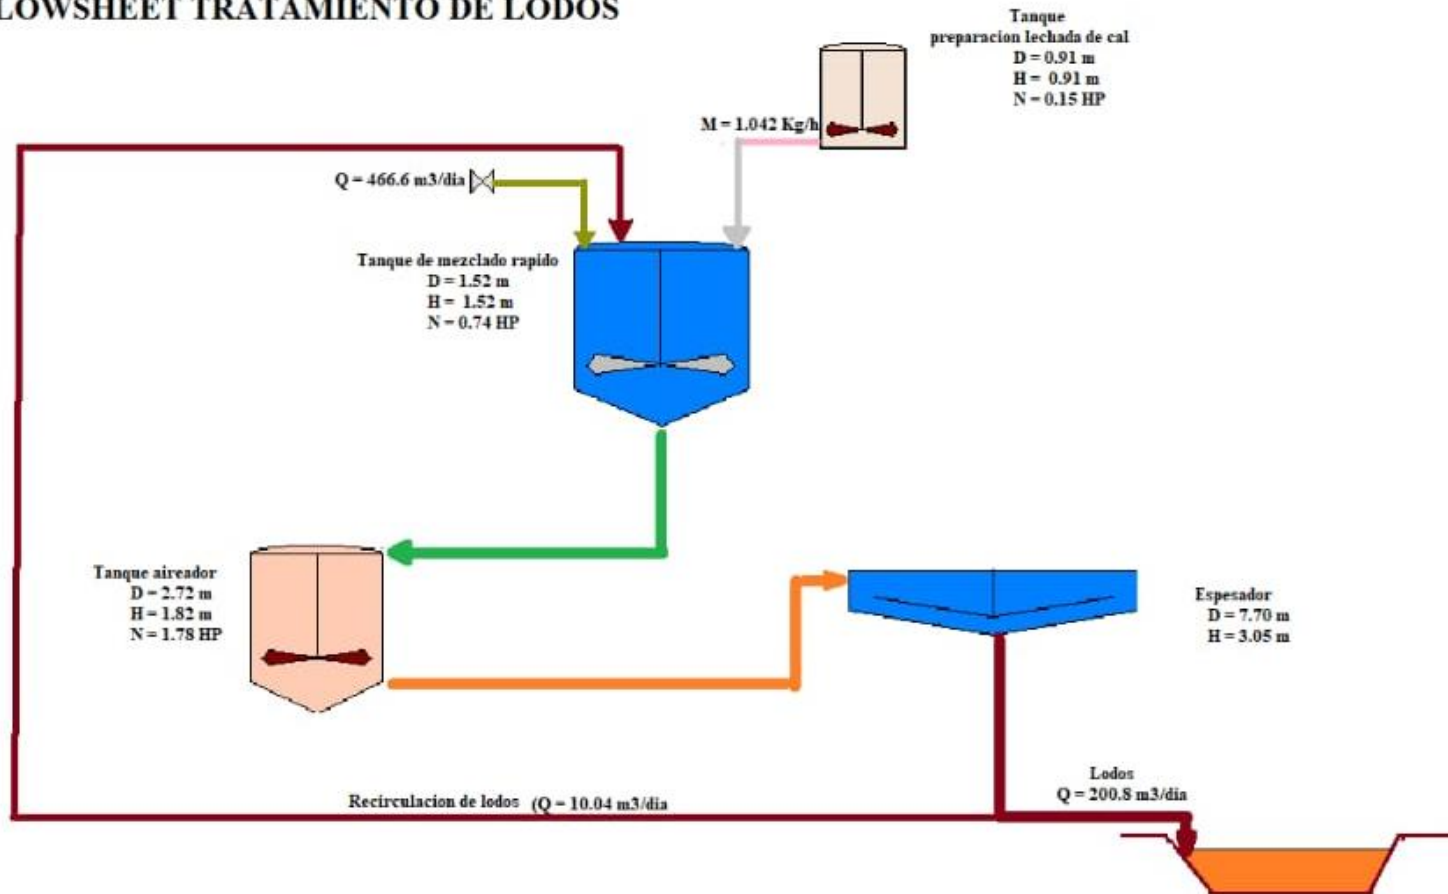 LOWSHEET TRATAMIENTO DE LODOS
Tanque
preparacion lechada de cal
D = 0.91 m
H = 0.91 m
N = 0.15 HP
M = 1.042 Kg/h
Q = 466.6 m3/dia
Tanque de mezclado rapido
D = 1.52 m
H = 1.52 m
N = 0.74 HP
Tanque aireador
D = 2.72 m
H = 1.82 m
N = 1.78 HP
Espesador
D = 7.70 m
H = 3.05 m
Lodos
Q = 200.8 m3/dia
Recirculacion de lodos (Q = 10.04 m3/dia